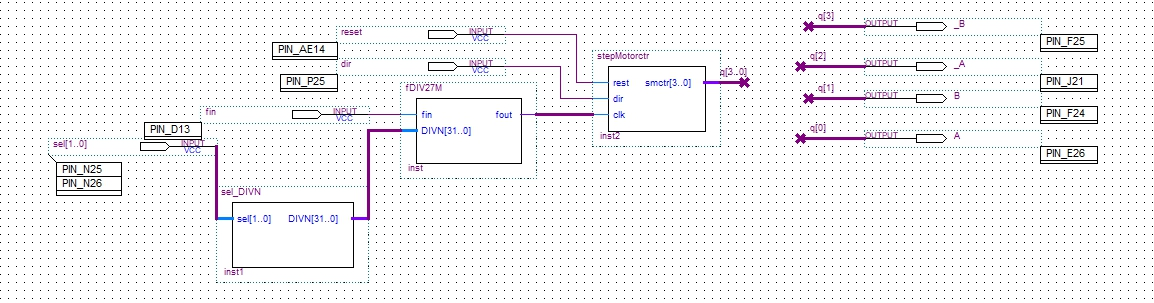 reset
INPUT
VCC
PIN_AE14
dir
INPUT
VCC
PIN_P25
fin
INPUT
VCC
PIN_D13
sel[1..0]
INPUT
VCC
PIN_N25
PIN_N26
sel_DIVN
sel[1..0] DIVN[31..0]
inst1
fDIV27M
fin fout
DIVN[31..0]
inst
stepMotorctr
rest smctr[3..0]
dir
clk
inst2
q[3..0]
q[3] OUTPUT _B
PIN_F25
q[2] OUTPUT _A
PIN_J21
q[1] OUTPUT B
PIN_F24
q[0] OUTPUT A
PIN_E26